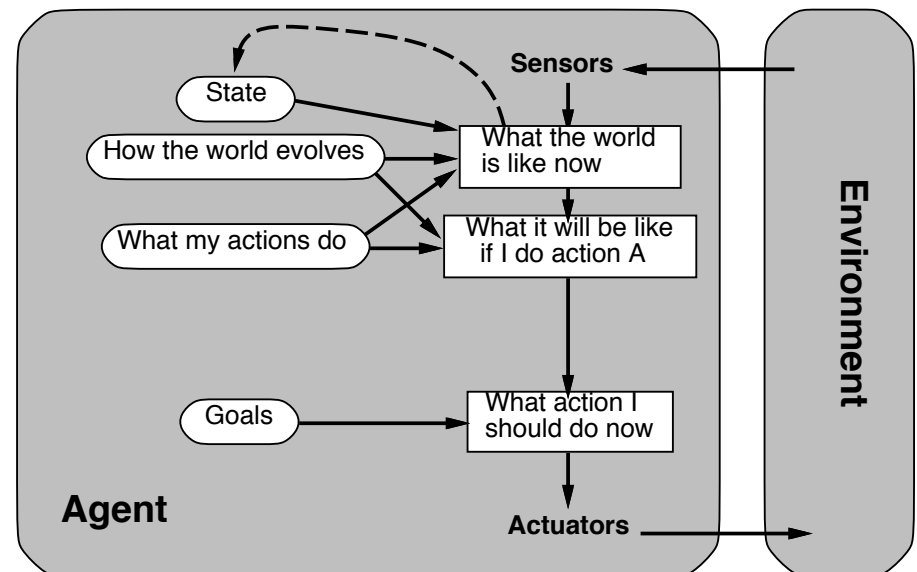 Sensors
State
What the world
is like now
How the world evolves
What it will be like
if I do action A
What my actions do
Environment
What action I
should do now
Goals
Agent
Actuators